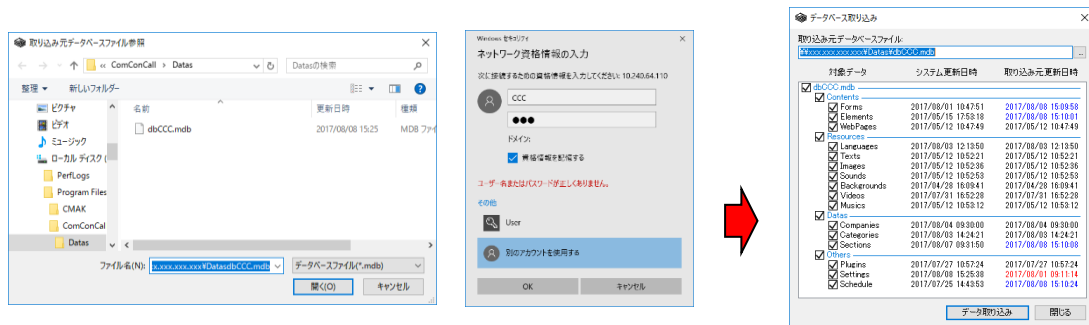 取り込み元データベースファイル参照
« ComConCall › Datas
Datasの検索
整理 ▼ 新しいフォルダー
名前 更新日時 種類
ピクチャ
ビデオ
ミュージック
ローカル ディスク (
PerfLogs
Program Files
CMAK
ComConCal
Datas
dbCCC.mdb 2017/08/08 15:25 MDB ファイ
ファイル名(N): x.xxx.xxx.xxx¥DatasdbCCC.mdb データベースファイル(*.mdb)
開く(O) キャンセル
Windows セキュリティ
ネットワーク資格情報の入力
次に接続するための資格情報を入力してください: 10.240.64.110
CCC
●●●
ドメイン:
資格情報を記憶する
ユーザー名またはパスワードが正しくありません。
その他
User
別のアカウントを使用する
OK キャンセル
データベース取り込み
取り込み元データベースファイル:
¥¥xxx.xxx.xxx.xxx¥Datas¥dbCCC.mdb ...
対象データ システム更新日時 取り込み元更新日時
dbCCC.mdb
Contents
Forms 2017/08/01 10:47:51 2017/08/08 15:09:58
Elements 2017/05/15 17:53:18 2017/08/08 15:10:01
WebPages 2017/05/12 10:47:49 2017/05/12 10:47:49
Resources
Languages 2017/08/03 12:13:50 2017/08/03 12:13:50
Texts 2017/05/12 10:52:21 2017/05/12 10:52:21
Images 2017/05/12 10:52:36 2017/05/12 10:52:36
Sounds 2017/05/12 10:52:53 2017/05/12 10:52:53
Backgrounds 2017/04/28 16:09:41 2017/04/28 16:09:41
Videos 2017/07/31 16:52:28 2017/07/31 16:52:28
Musics 2017/05/12 10:53:12 2017/05/12 10:53:12
Datas
Companies 2017/08/04 09:30:00 2017/08/04 09:30:00
Categories 2017/08/03 14:24:21 2017/08/03 14:24:21
Sections 2017/08/07 09:31:50 2017/08/08 15:10:08
Others
Plugins 2017/07/27 10:57:24 2017/07/27 10:57:24
Settings 2017/08/08 15:25:38 2017/08/01 09:11:14
Schedule 2017/07/25 14:43:53 2017/08/08 15:10:24
データ取り込み 閉じる